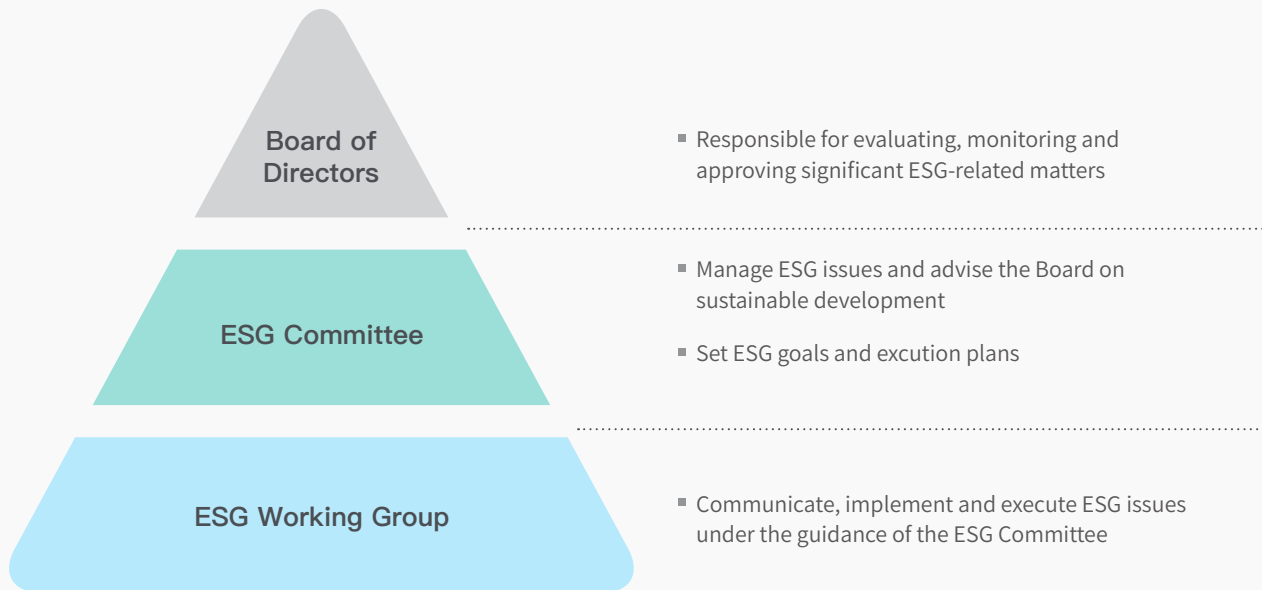 Board of
Directors
▪ Responsible for evaluating, monitoring and
approving significant ESG-related matters
ESG Committee
▪ Manage ESG issues and advise the Board on
sustainable development
▪ Set ESG goals and excution plans
ESG Working Group
▪ Communicate, implement and execute ESG issues
under the guidance of the ESG Committee